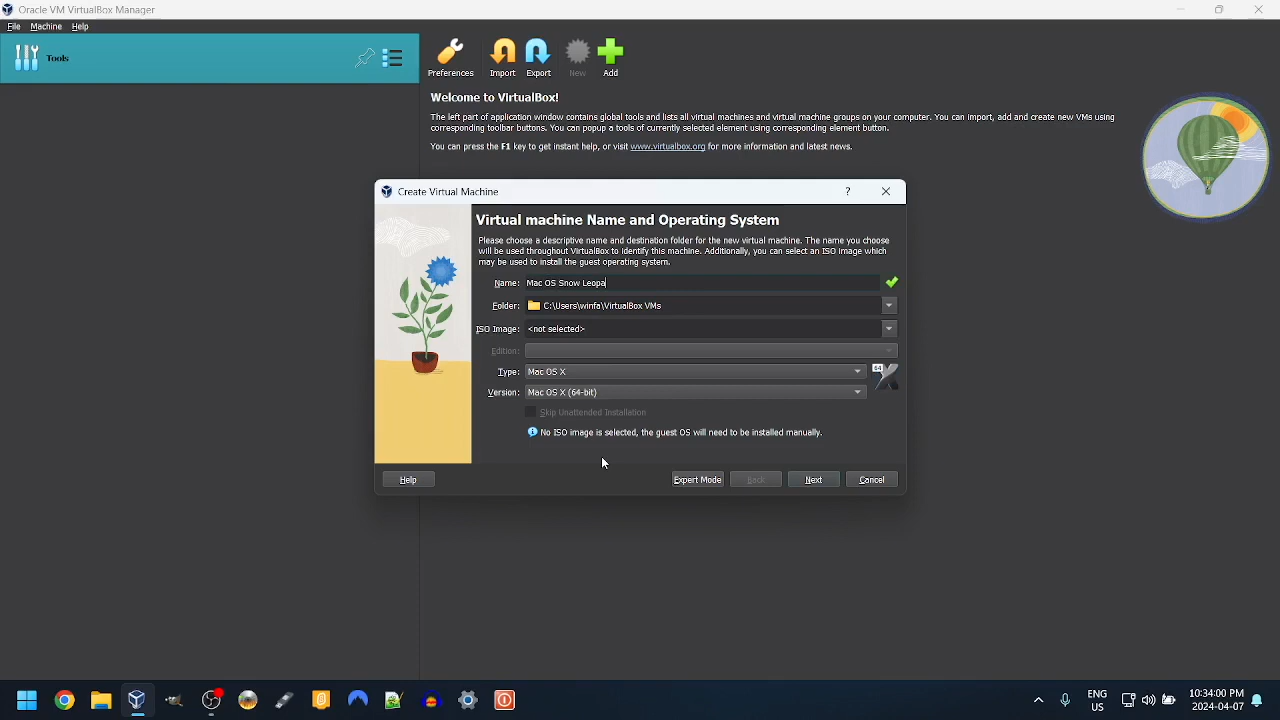 Oracle VM VirtualBox Manager
File Machine Help
Tools
Preferences Import Export New Add
Welcome to VirtualBox!
The left part of application window contains global tools and lists all virtual machines and virtual machine groups on your computer. You can import, add and create new VMs using
corresponding toolbar buttons. You can popup a tools of currently selected element using corresponding element button.
You can press the F1 key to get instant help, or visit www.virtualbox.org for more information and latest news.
Create Virtual Machine ?
Virtual machine Name and Operating System
Please choose a descriptive name and destination folder for the new virtual machine. The name you choose
will be used throughout VirtualBox to identify this machine. Additionally, you can select an ISO image which
may be used to install the guest operating system.
Name: Mac OS Snow Leopa
Folder: C:\Users\winfa\VirtualBox VMs
ISO Image: <not selected>
Edition:
Type: Mac OS X
64
Version: Mac OS X (64-bit)
Skip Unattended Installation
No ISO image is selected, the guest OS will need to be installed manually.
Help Expert Mode Back Next Cancel
ENG
US
10:34:00 PM
2024-04-07